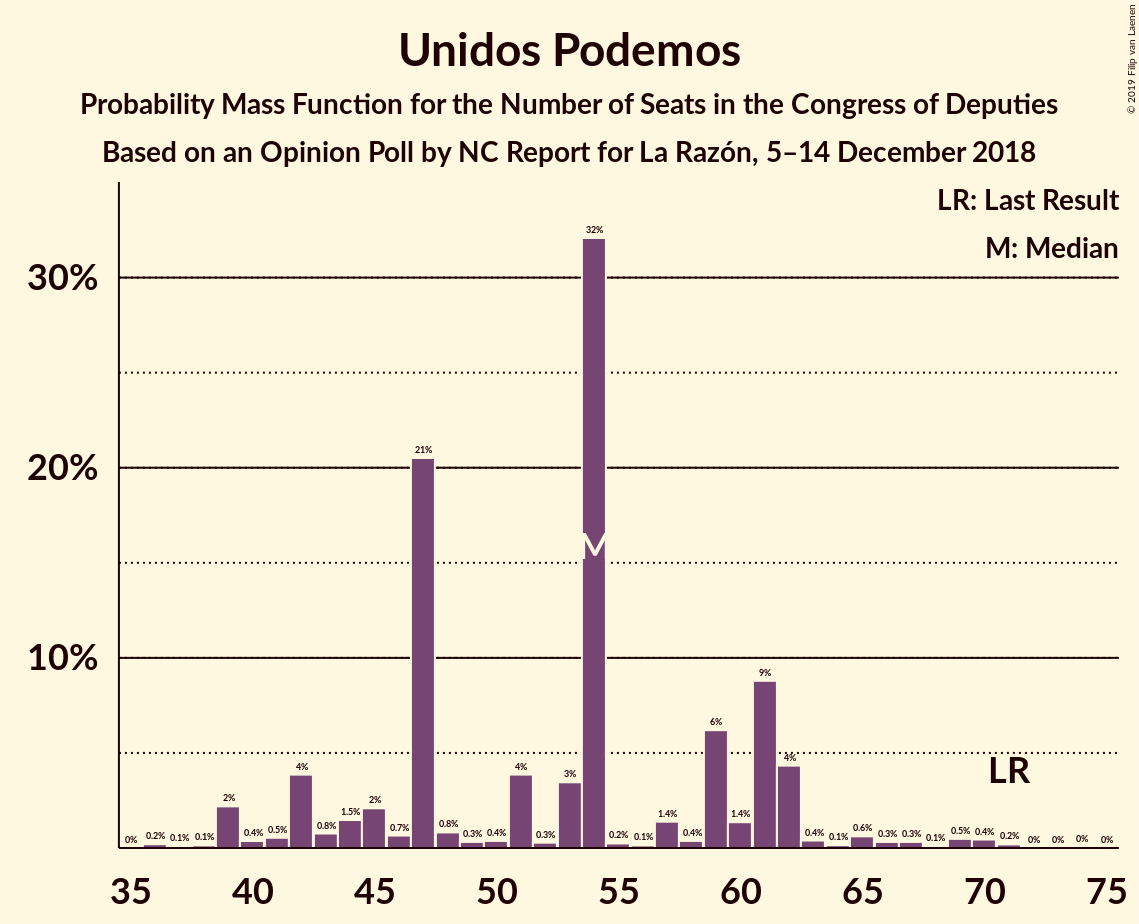 Unidos Podemos
Probability Mass Function for the Number of Seats in the Congress of Deputies
Based on an Opinion Poll by NC Report for La Razón, 5–14 December 2018
© 2019 Filip van Laenen
LR: Last Result
M: Median
32%
30%
21%
20%
M
10%
9%
6%
4%
LR
4%
4%
3%
2%
2%
1.5%
1.4%
1.4%
0% 0.2% 0.1% 0.1% 0.4% 0.5% 0.8% 0.7% 0.8% 0.3% 0.4% 0.3% 0.2% 0.1% 0.4% 0.4% 0.1% 0.6% 0.3% 0.3% 0.1% 0.5% 0.4% 0.2% 0% 0% 0% 0%
35 40 45 50 55 60 65 70 75